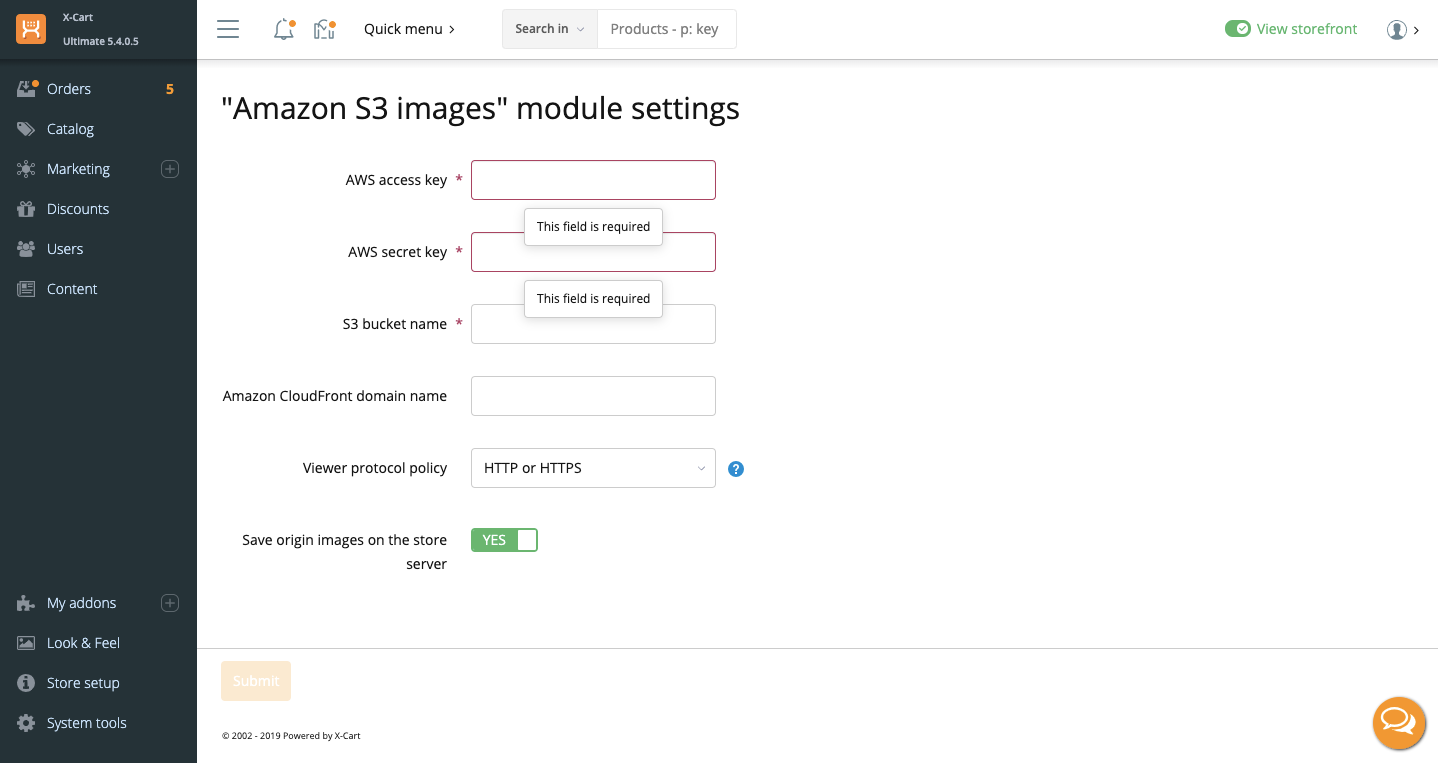 X-Cart
Ultimate 5.4.0.5
Quick menu
Search in
Products - p: key
View storefront
Orders
5
Catalog
Marketing
Discounts
Users
Content
My addons
Look & Feel
Store setup
System tools
"Amazon S3 images" module settings
AWS access key *
This field is required
AWS secret key *
This field is required
S3 bucket name *
Amazon CloudFront domain name
Viewer protocol policy
HTTP or HTTPS
?
Save origin images on the store
server
YES
Submit
© 2002 - 2019 Powered by X-Cart